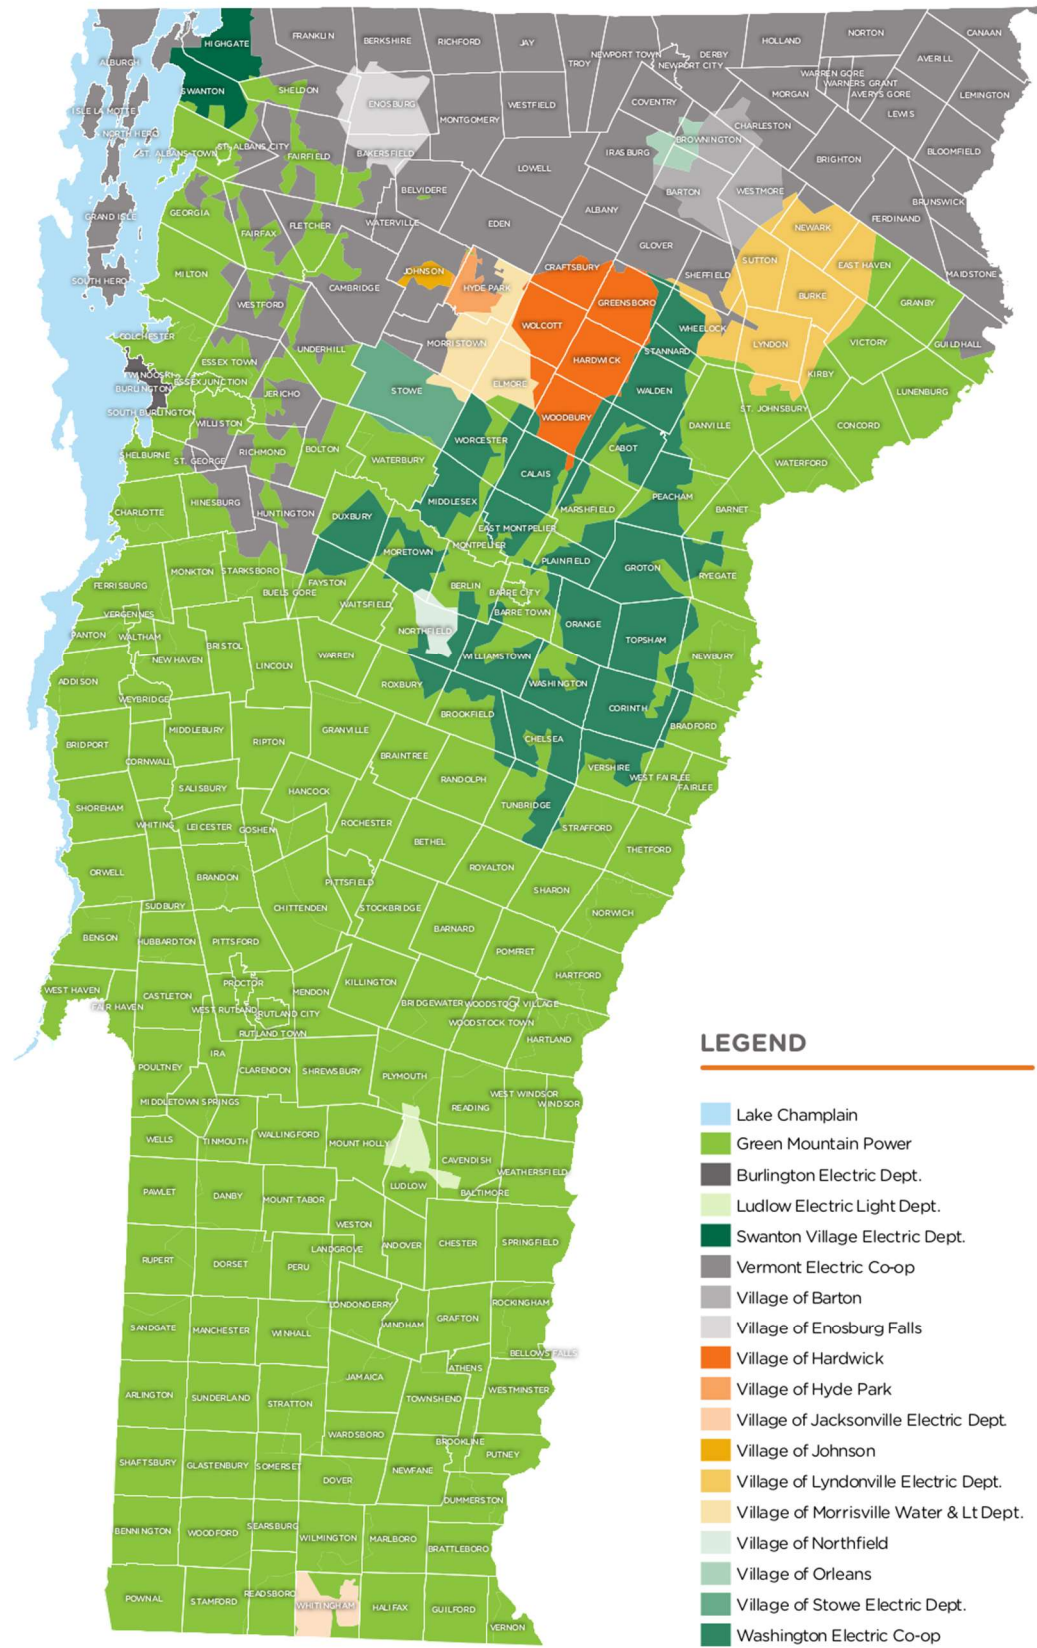 HIGHGATE
FRANKLIN
BERKSHIRE
RICHFORD
JAY
TROY
NEWPORT TOWN
NEWPORT CITY
DERBY
HOLLAND
NORTON
CANAAN
AVERILL
ALBURGH
SWANTON
SHELDON
ENOSBURG
MONTGOMERY
WESTFIELD
COVENTRY
MORGAN
WARREN GORE
WARNERS GRANT
AVERYS GORE
LEWIS
LEMINGTON
ISLE LA MOTTE
NORTH HERO
ST. ALBANS TOWN
ST. ALBANS CITY
FAIRFIELD
BAKERSFIELD
LOWELL
IRASBURG
BROWNINGTON
CHARLESTON
BRIGHTON
BLOOMFIELD
BELVIDERE
BARTON
WESTMORE
BRUNSWICK
FERDINAND
GRAND ISLE
GEORGIA
FAIRFAX
FLETCHER
WATERVILLE
EDEN
ALBANY
NEWARK
GLOVER
SUTTON
EAST HAVEN
MAIDSTONE
SOUTH HERO
MILTON
CAMBRIDGE
JOHNSON
HYDE PARK
CRAFTSBURY
SHEFFIELD
WESTFORD
GREENSBORO
BURKE
GRANBY
COLCHESTER
UNDERHILL
MORRISTOWN
WOLCOTT
WHEELOCK
LYNDON
VICTORY
GUILDHALL
ESSEX TOWN
HARDWICK
STANNARD
KIRBY
WINOOSKI
BURLINGTON
ESSEX JUNCTION
JERICHO
STOWE
ELMORE
WALDEN
LUNENBURG
SOUTH BURLINGTON
WILLISTON
WOODBURY
ST. JOHNSBURY
DANVILLE
CONCORD
SHELBURNE
ST. GEORGE
RICHMOND
BOLTON
WATERBURY
WORCESTER
CABOT
WATERFORD
CALAIS
CHARLOTTE
HINESBURG
HUNTINGTON
DUXBURY
MIDDLESEX
MARSHFIELD
PEACHAM
BARNET
EAST MONTPELIER
MORETOWN
MONTPELIER
PLAINFIELD
GROTON
RYEGATE
FERRISBURG
MONKTON
STARKSBORO
BUELS GORE
FAYSTON
WAITSFIELD
BERLIN
BARRE CITY
BARRE TOWN
VERGENNES
PANTON
WALTHAM
NEW HAVEN
BRISTOL
LINCOLN
WARREN
NORTHFIELD
WILLIAMSTOWN
ORANGE
TOPSHAM
NEWBURY
ADDISON
WEYBRIDGE
ROXBURY
WASHINGTON
CORINTH
BRADFORD
BRIDPORT
MIDDLEBURY
RIPTON
GRANVILLE
BROOKFIELD
CHELSEA
CORNWALL
BRAINTREE
RANDOLPH
VERSHIRE
WEST FAIRLEE
FAIRLEE
SHOREHAM
SALISBURY
HANCOCK
TUNBRIDGE
WHITING
LEICESTER
GOSHEN
ROCHESTER
STRAFFORD
BETHEL
THETFORD
ORWELL
BRANDON
PITTSFIELD
ROYALTON
SHARON
SUDBURY
CHITTENDEN
STOCKBRIDGE
NORWICH
BENSON
HUBBARDTON
PITTSFORD
BARNARD
POMFRET
HARTFORD
WEST HAVEN
FAIR HAVEN
CASTLETON
PROCTOR
MENDON
KILLINGTON
WEST RUTLAND
RUTLAND CITY
BRIDGEWATER
WOODSTOCK VILLAGE
WOODSTOCK TOWN
RUTLAND TOWN
HARTLAND
IRA
POULTNEY
CLARENDON
SHREWSBURY
PLYMOUTH
MIDDLETOWN SPRINGS
READING
WEST WINDSOR
WINDSOR
WELLS
TINMOUTH
WALLINGFORD
MOUNT HOLLY
CAVENDISH
WEATHERSFIELD
LUDLOW
BALTIMORE
PAWLET
DANBY
MOUNT TABOR
WESTON
LANDGROVE
ANDOVER
CHESTER
SPRINGFIELD
RUPERT
DORSET
PERU
LONDONDERRY
WINDHAM
GRAFTON
ROCKINGHAM
SANDGATE
MANCHESTER
WINHALL
BELLOWS FALLS
ATHENS
JAMAICA
TOWNSHEND
WESTMINSTER
ARLINGTON
SUNDERLAND
STRATTON
WARDSBORO
BROOKLINE
PUTNEY
SHAFTSBURY
GLASTENBURY
SOMERSET
DOVER
NEWFANE
DUMMERSTON
BENNINGTON
WOODFORD
SEARSBURG
WILMINGTON
MARLBORO
BRATTLEBORO
POWNAL
STAMFORD
READSBORO
WHITINGHAM
HALIFAX
GUILFORD
VERNON
LEGEND
Lake Champlain
Green Mountain Power
Burlington Electric Dept.
Ludlow Electric Light Dept.
Swanton Village Electric Dept.
Vermont Electric Co-op
Village of Barton
Village of Enosburg Falls
Village of Hardwick
Village of Hyde Park
Village of Jacksonville Electric Dept.
Village of Johnson
Village of Lyndonville Electric Dept.
Village of Morrisville Water & Lt Dept.
Village of Northfield
Village of Orleans
Village of Stowe Electric Dept.
Washington Electric Co-op